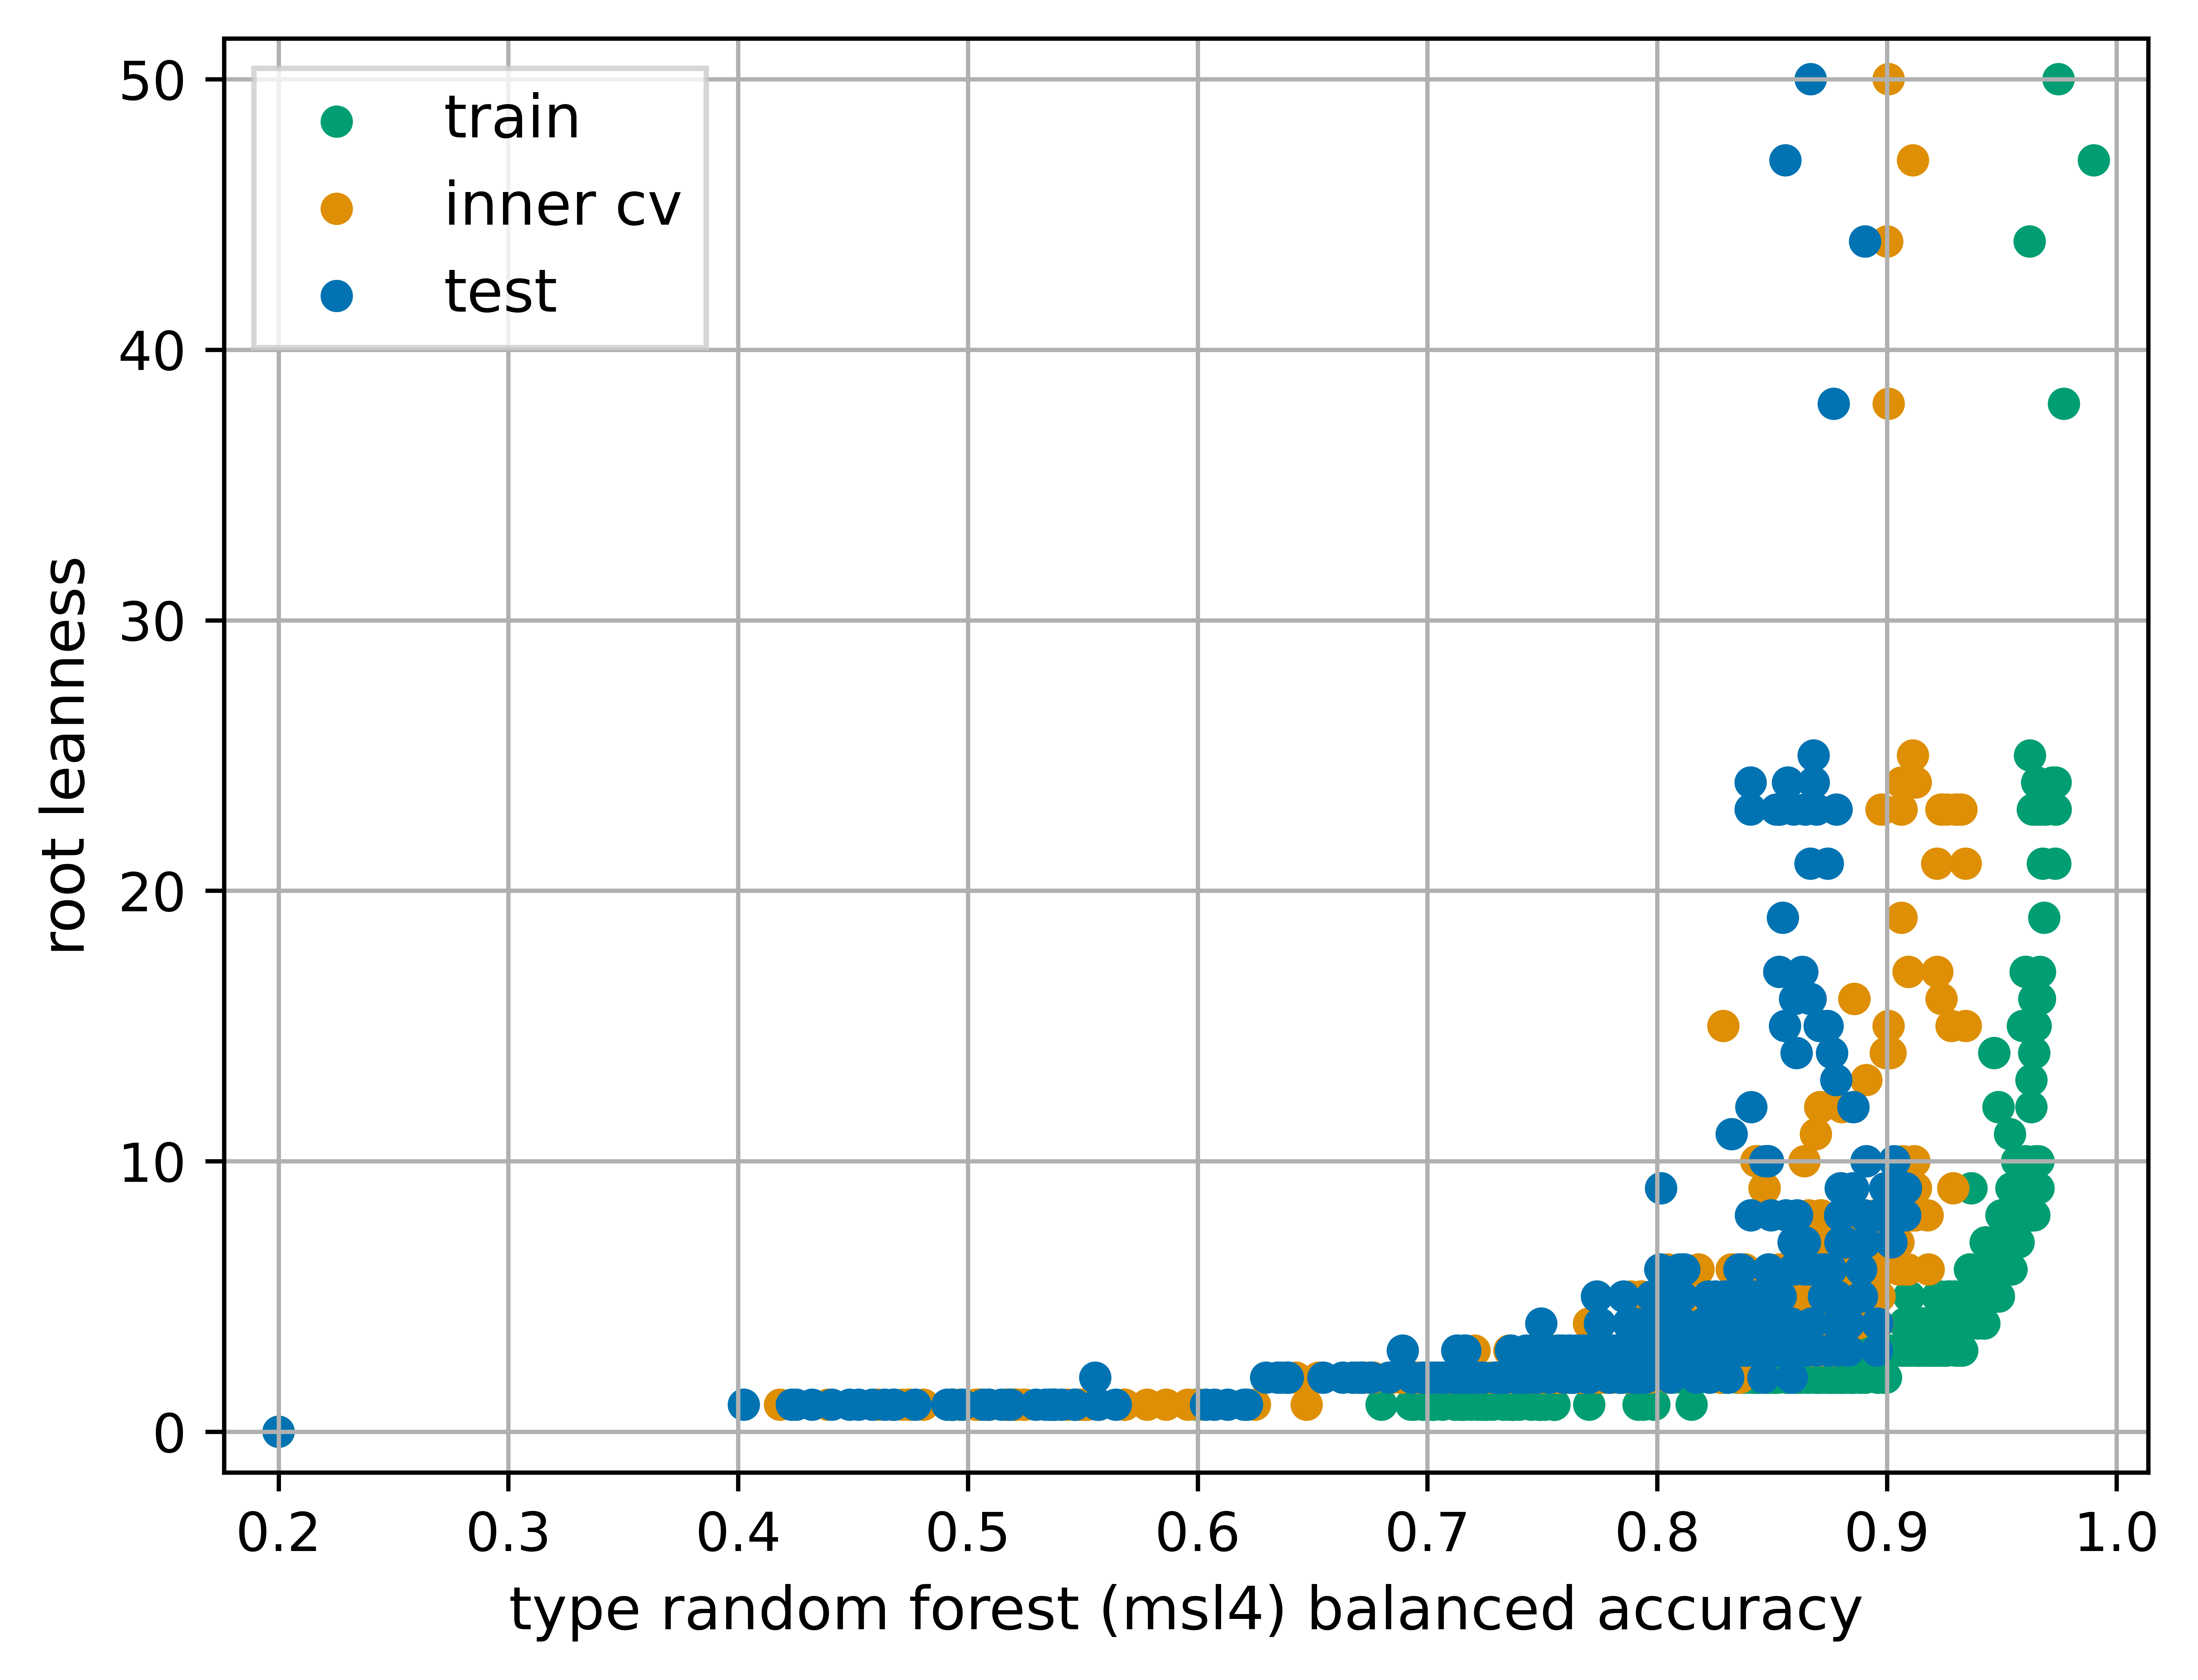 50
40
30
20
10
0
root leanness
train
inner cv
test
0.2 0.3 0.4 0.5 0.6 0.7 0.8 0.9 1.0
type random forest (msl4) balanced accuracy